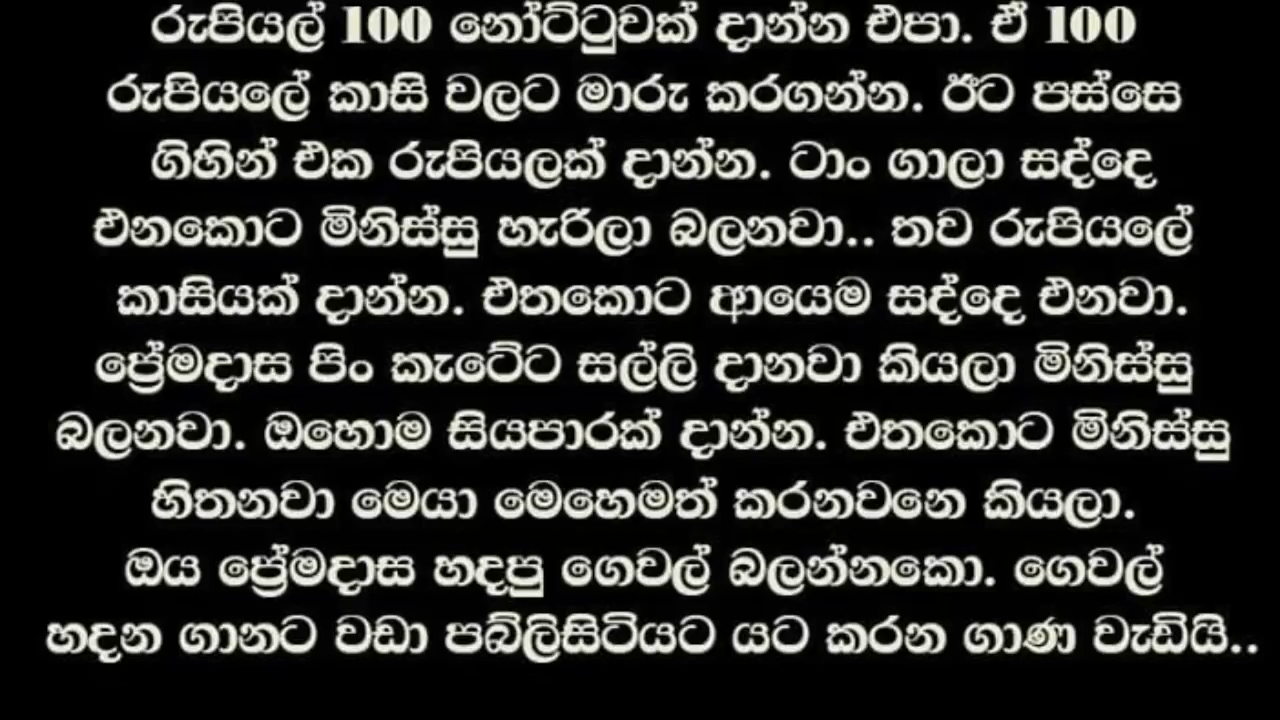 රුපියල් 100 නෝට්ටුවක් දාන්න එපා. ඒ 100
රුපියලේ කාසි වලට මාරු කරගන්න. ඊට පස්සෙ
ගිහින් එක රුපියලක් දාන්න. ටාං ගාලා සද්දෙ
එනකොට මිනිස්සු හැරිලා බලනවා.. තව රුපියලේ
කාසියක් දාන්න. එතකොට ආයෙම සද්දෙ එනවා.
ප්‍රේමදාස පිං කැටේට සල්ලි දානවා කියලා මිනිස්සු
බලනවා. ඔහොම සියපාරක් දාන්න. එතකොට මිනිස්සු
හිතනවා මෙයා මෙහෙමත් කරනවනෙ කියලා.
ඔය ප්‍රේමදාස හදපු ගෙවල් බලන්නකො. ගෙවල්
හදන ගානට වඩා පබ්ලිසිටියට යට කරන ගාණ වැඩියි..